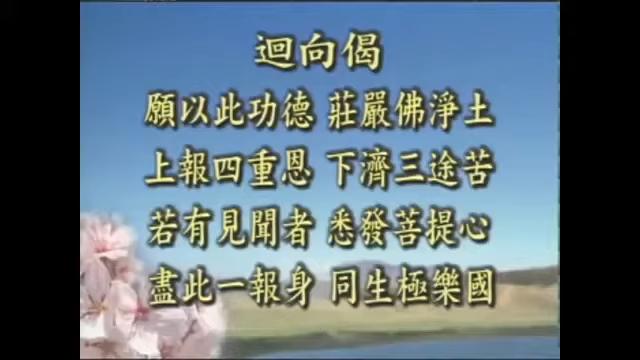 迴向偈
願以此功德 莊嚴佛淨土
上報四重恩 下濟三途苦
若有見聞者 悉發菩提心
盡此一報身 同生極樂國